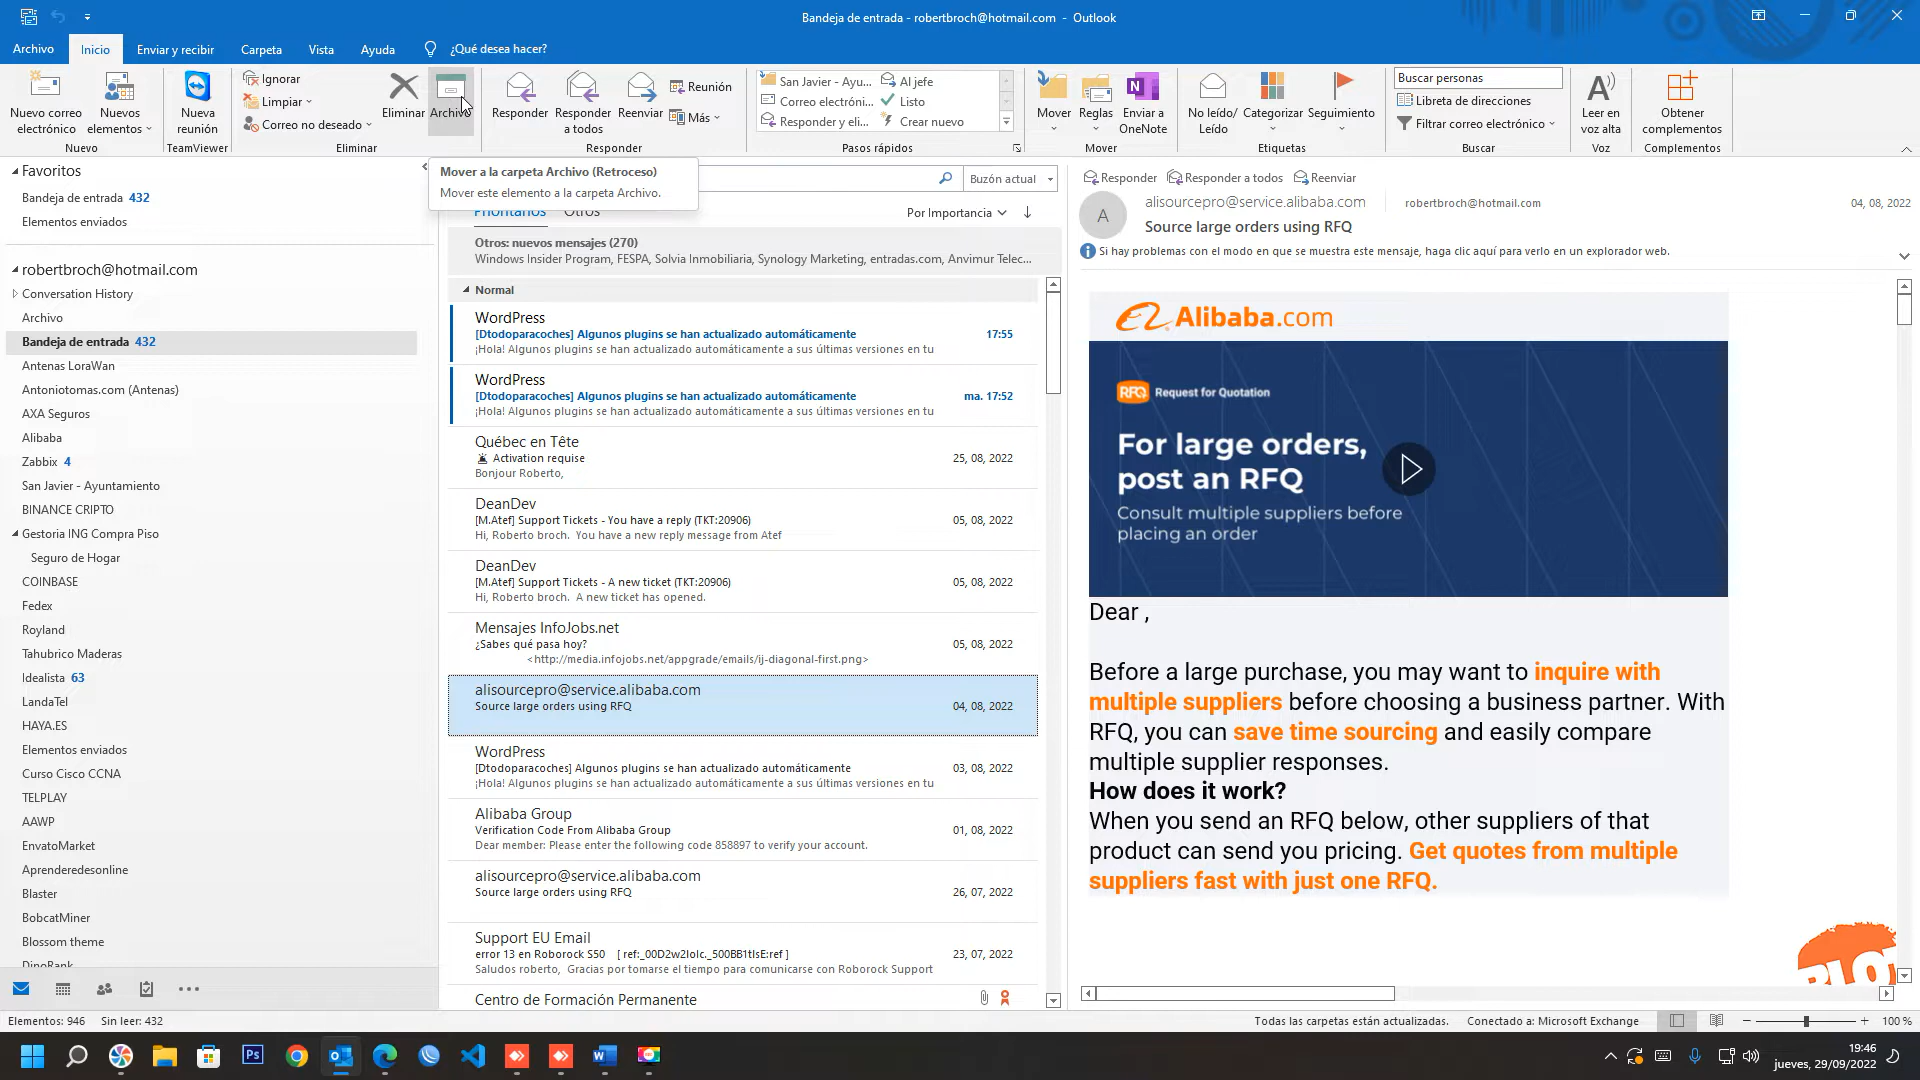 Bandeja de entrada - robertbroch@hotmail.com - Outlook
Archivo
Inicio
Enviar y recibir
Carpeta
Vista
Ayuda
¿Qué desea hacer?
Nuevo correo
electrónico
Nuevos
elementos
Nuevo
Nueva
reunión
TeamViewer
Ignorar
Limpiar
Correo no deseado
Eliminar
Archivo
Eliminar
Responder
Responder
a todos
Reenviar
Reunión
Más
Responder
San Javier - Ayu...
Correo electróni...
Responder y eli...
Al jefe
Listo
Crear nuevo
Pasos rápidos
Mover
Reglas
Enviar a
OneNote
Mover
No leído/
Leído
Categorizar
Seguimiento
Etiquetas
Buscar personas
Libreta de direcciones
Filtrar correo electrónico
Buscar
Leer en
voz alta
Voz
Obtener
complementos
Complementos
Mover a la carpeta Archivo (Retroceso)
Mover este elemento a la carpeta Archivo.
Favoritos
Bandeja de entrada 432
Elementos enviados
robertbroch@hotmail.com
Conversation History
Archivo
Bandeja de entrada 432
Antenas LoraWan
Antoniotomas.com (Antenas)
AXA Seguros
Alibaba
Zabbix 4
San Javier - Ayuntamiento
BINANCE CRIPTO
Gestoria ING Compra Piso
Seguro de Hogar
COINBASE
Fedex
Royland
Tahubrico Maderas
Idealista 63
LandaTel
HAYA.ES
Elementos enviados
Curso Cisco CCNA
TELPLAY
AAWP
EnvatoMarket
Aprenderedesonline
Blaster
BobcatMiner
Blossom theme
DinoRank
Buzón actual
Prioritarios Otros
Por Importancia
Otros: nuevos mensajes (270)
Windows Insider Program, FESPA, Solvia Inmobiliaria, Synology Marketing, entradas.com, Anvimur Telec...
Normal
WordPress
[Dtodoparacoches] Algunos plugins se han actualizado automáticamente 17:55
¡Hola! Algunos plugins se han actualizado automáticamente a sus últimas versiones en tu
WordPress
[Dtodoparacoches] Algunos plugins se han actualizado automáticamente ma. 17:52
¡Hola! Algunos plugins se han actualizado automáticamente a sus últimas versiones en tu
Québec en Tête
Activation requise 25, 08, 2022
Bonjour Roberto,
DeanDev
[M.Atef] Support Tickets - You have a reply (TKT:20906) 05, 08, 2022
Hi, Roberto broch. You have a new reply message from Atef
DeanDev
[M.Atef] Support Tickets - A new ticket (TKT:20906) 05, 08, 2022
Hi, Roberto broch. A new ticket has opened.
Mensajes InfoJobs.net
¿Sabes qué pasa hoy? 05, 08, 2022
<http://media.infojobs.net/appgrade/emails/ij-diagonal-first.png>
alisourcepro@service.alibaba.com
Source large orders using RFQ 04, 08, 2022
WordPress
[Dtodoparacoches] Algunos plugins se han actualizado automáticamente 03, 08, 2022
¡Hola! Algunos plugins se han actualizado automáticamente a sus últimas versiones en tu
Alibaba Group
Verification Code From Alibaba Group 01, 08, 2022
Dear member: Please enter the following code 858897 to verify your account.
alisourcepro@service.alibaba.com
Source large orders using RFQ 26, 07, 2022
Support EU Email
error 13 en Roborock S50 [ ref:_00D2w2Iolc._500BB1tIsE:ref ] 23, 07, 2022
Saludos roberto, Gracias por tomarse el tiempo para comunicarse con Roborock Support
Centro de Formación Permanente
Responder Responder a todos Reenviar
A
alisourcepro@service.alibaba.com robertbroch@hotmail.com 04, 08, 2022
Source large orders using RFQ
Si hay problemas con el modo en que se muestra este mensaje, haga clic aquí para verlo en un explorador web.
Alibaba.com
RFQ Request for Quotation
For large orders,
post an RFQ
Consult multiple suppliers before
placing an order
Dear ,
Before a large purchase, you may want to inquire with
multiple suppliers before choosing a business partner. With
RFQ, you can save time sourcing and easily compare
multiple supplier responses.
How does it work?
When you send an RFQ below, other suppliers of that
product can send you pricing. Get quotes from multiple
suppliers fast with just one RFQ.
Elementos: 946 Sin leer: 432
Todas las carpetas están actualizadas. Conectado a: Microsoft Exchange 100 %
Ps
19:46
jueves, 29/09/2022